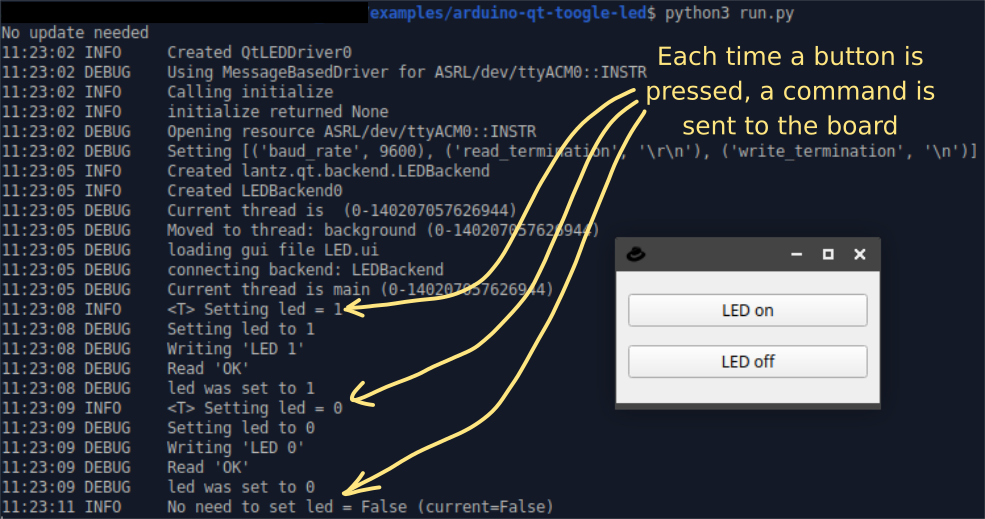 examples/arduino-qt-toogle-led$ python3 run.py
No update needed
11:23:02 INFO Created QtLEDDriver0
11:23:02 DEBUG Using MessageBasedDriver for ASRL/dev/ttyACM0::INSTR
11:23:02 INFO Calling initialize
11:23:02 INFO initialize returned None
11:23:02 DEBUG Opening resource ASRL/dev/ttyACM0::INSTR
11:23:02 DEBUG Setting [('baud_rate', 9600), ('read_termination', '\r\n'), ('write_termination', '\n')]
11:23:05 INFO Created lantz.qt.backend.LEDBackend
11:23:05 INFO Created LEDBackend0
11:23:05 DEBUG Current thread is (0-140207057626944)
11:23:05 DEBUG Moved to thread: background (0-140207057626944)
11:23:05 DEBUG loading gui file LED.ui
11:23:05 DEBUG connecting backend: LEDBackend
11:23:05 DEBUG Current thread is main (0-140207057626944)
11:23:08 INFO <T> Setting led = 1
11:23:08 DEBUG Setting led to 1
11:23:08 DEBUG Writing 'LED 1'
11:23:08 DEBUG Read 'OK'
11:23:08 DEBUG led was set to 1
11:23:09 INFO <T> Setting led = 0
11:23:09 DEBUG Setting led to 0
11:23:09 DEBUG Writing 'LED 0'
11:23:09 DEBUG Read 'OK'
11:23:09 DEBUG led was set to 0
11:23:11 INFO No need to set led = False (current=False)
Each time a button is
pressed, a command is
sent to the board
LED on
LED off